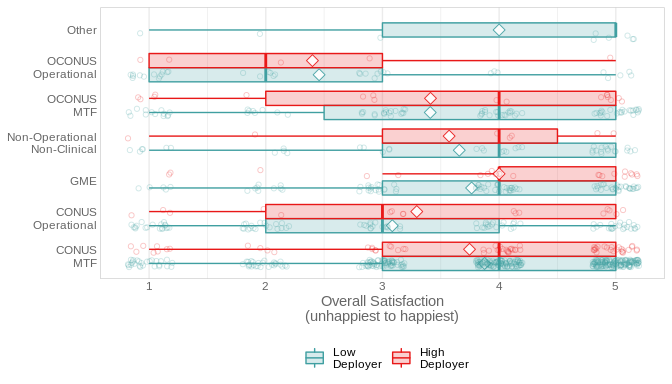 Other
OCONUS
Operational
OCONUS
MTF
Non-Operational
Non-Clinical
GME
CONUS
Operational
CONUS
MTF
1 2 3 4 5
Overall Satisfaction
(unhappiest to happiest)
Low
Deployer
High
Deployer